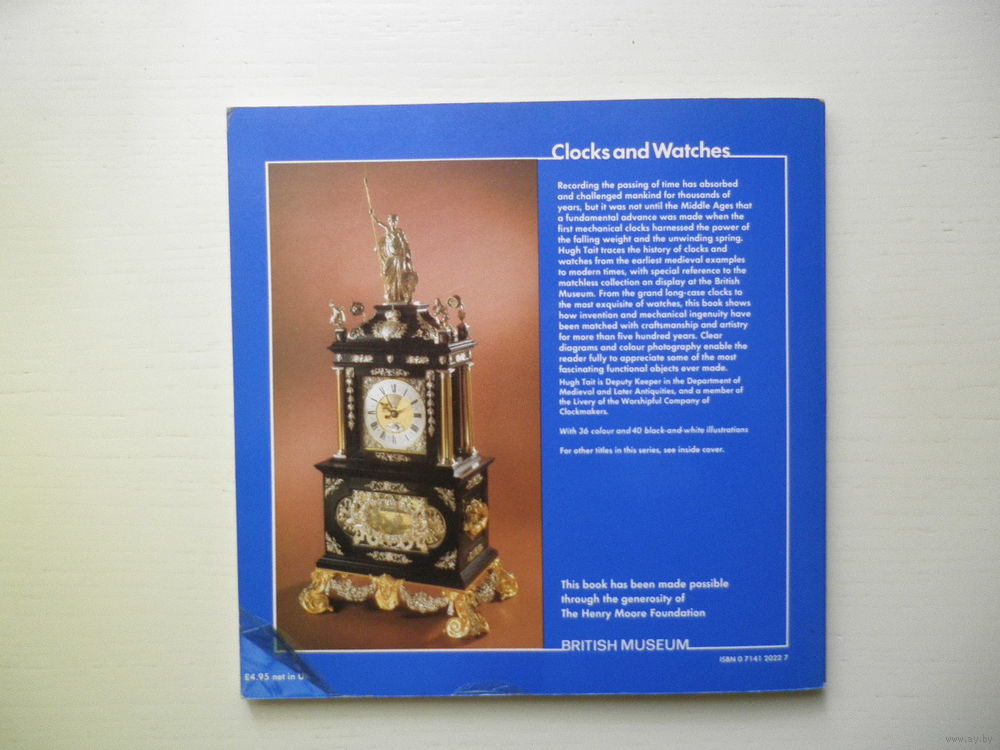 Clocks and Watches
Recording the passing of time has absorbed
and challenged mankind for thousands of
years, but it was not until the Middle Ages that
a fundamental advance was made when the
first mechanical clocks harnessed the power of
the falling weight and the unwinding spring.
Hugh Tait traces the history of clocks and
watches from the earliest medieval examples
to modern times, with special reference to the
matchless collection on display at the British
Museum. From the grand long-case clocks to
the most exquisite of watches, this book shows
how invention and mechanical ingenuity have
been matched with craftsmanship and artistry
for more than five hundred years. Clear
diagrams and colour photography enable the
reader fully to appreciate some of the most
fascinating functional objects ever made.
Hugh Tait is Deputy Keeper in the Department of
Medieval and Later Antiquities, and a member of
the Livery of the Worshipful Company of
Clockmakers.
With 36 colour and 40 black-and-white illustrations
For other titles in this series, see inside cover.
This book has been made possible
through the generosity of
The Henry Moore Foundation
BRITISH MUSEUM
ISBN 0 7141 2022 7
£4.95 net in U
www.ay.by